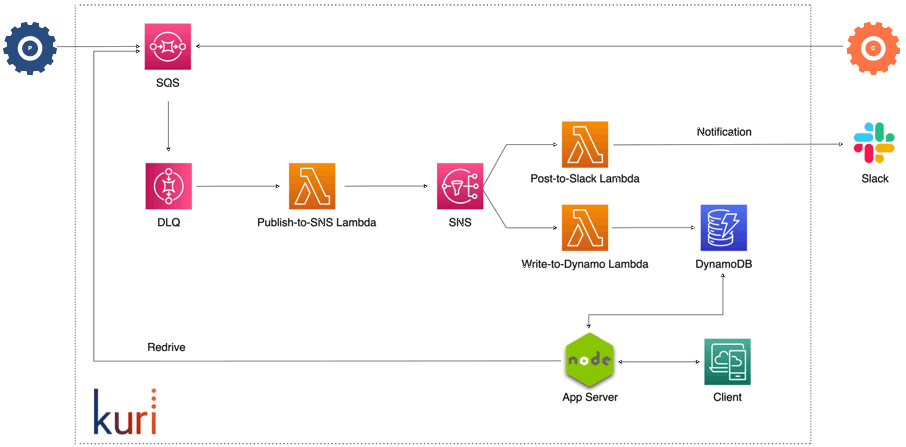 P
C
SQS
Notification
Post-to-Slack Lambda
Slack
DLQ
Publish-to-SNS Lambda
SNS
Write-to-Dynamo Lambda
DynamoDB
Redrive
node
App Server
Client
kuri